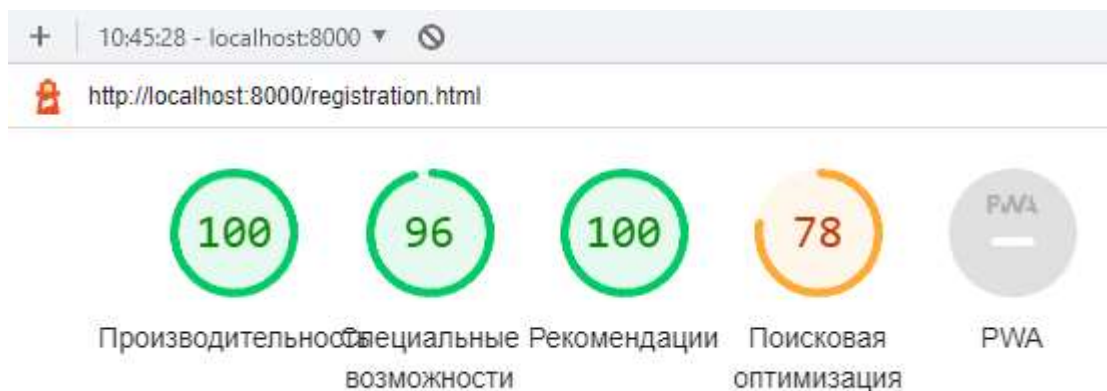 + 10:45:28 - localhost:8000 ▼
http://localhost:8000/registration.html
100 96 100 78 PWA
Производительность Специальные Рекомендации Поисковая PWA
возможности оптимизация